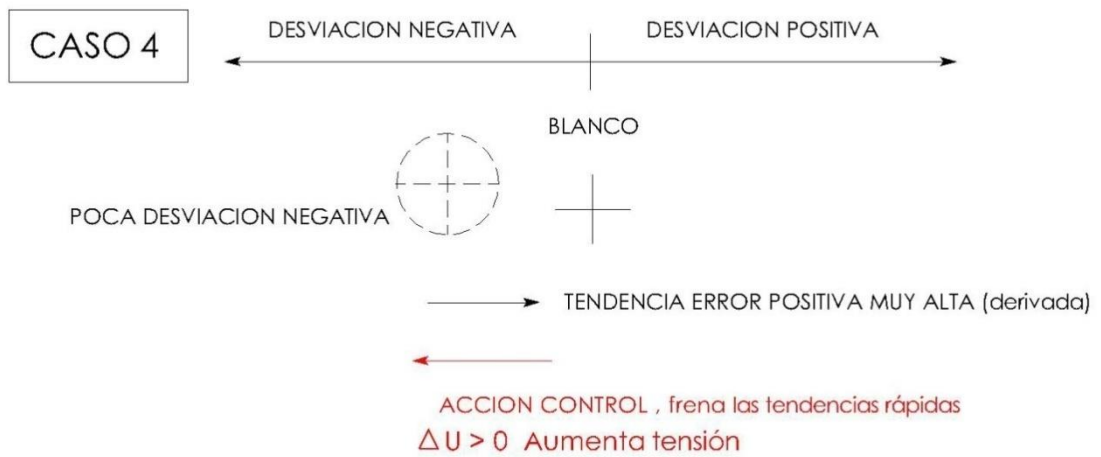 CASO 4
DESVIACION NEGATIVA
DESVIACION POSITIVA
BLANCO
POCA DESVIACION NEGATIVA
TENDENCIA ERROR POSITIVA MUY ALTA (derivada)
ACCION CONTROL , frena las tendencias rápidas
△U > 0 Aumenta tensión